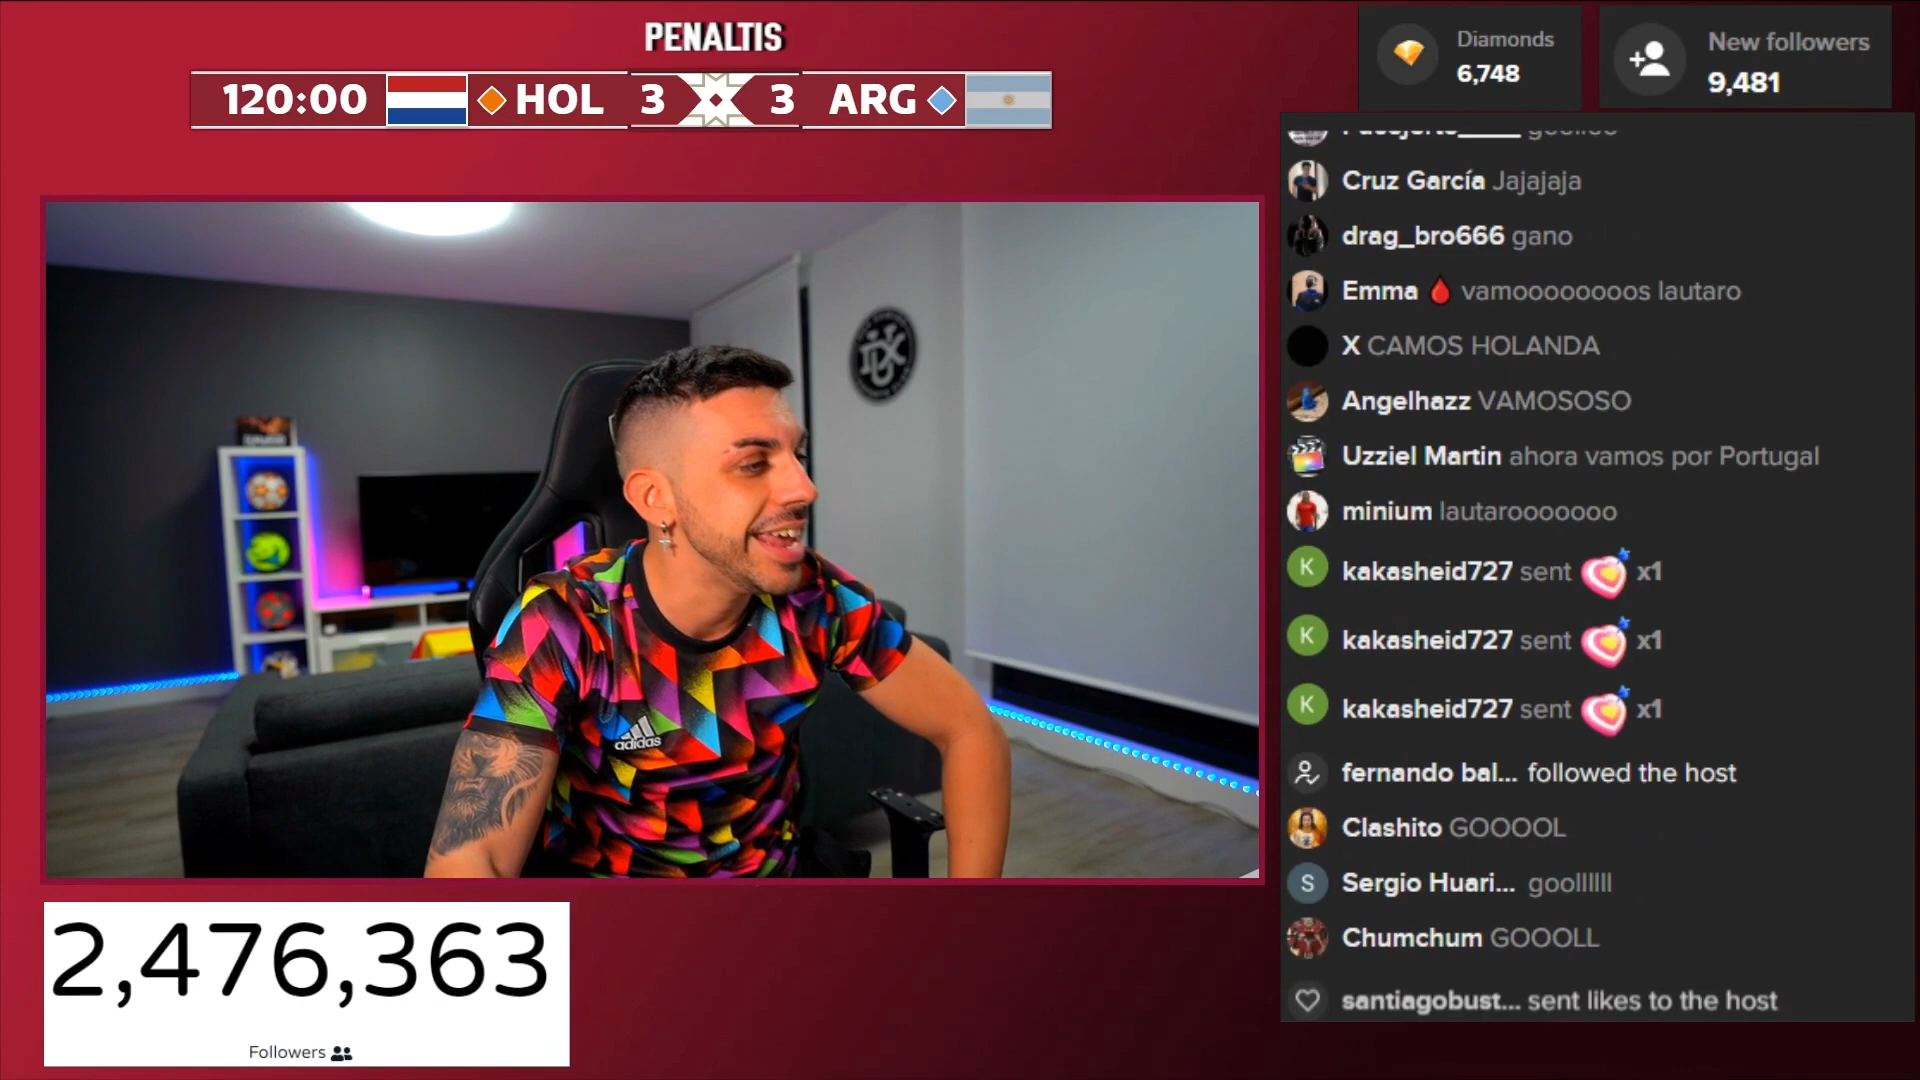 PENALTIS
120:00 HOL 3 3 ARG
Diamonds
6,748
New followers
9,481
Cruz García Jajajaja
drag_bro666 gano
Emma vamooooooooos lautaro
X CAMOS HOLANDA
Angelhazz VAMOSOSO
Uzziel Martin ahora vamos por Portugal
minium lautarooooooo
K kakasheid727 sent x1
K kakasheid727 sent x1
K kakasheid727 sent x1
fernando bal... followed the host
Clashito GOOOOL
S Sergio Huari... goollllll
Chumchum GOOOLL
santiagobust... sent likes to the host
adidas
2,476,363
Followers